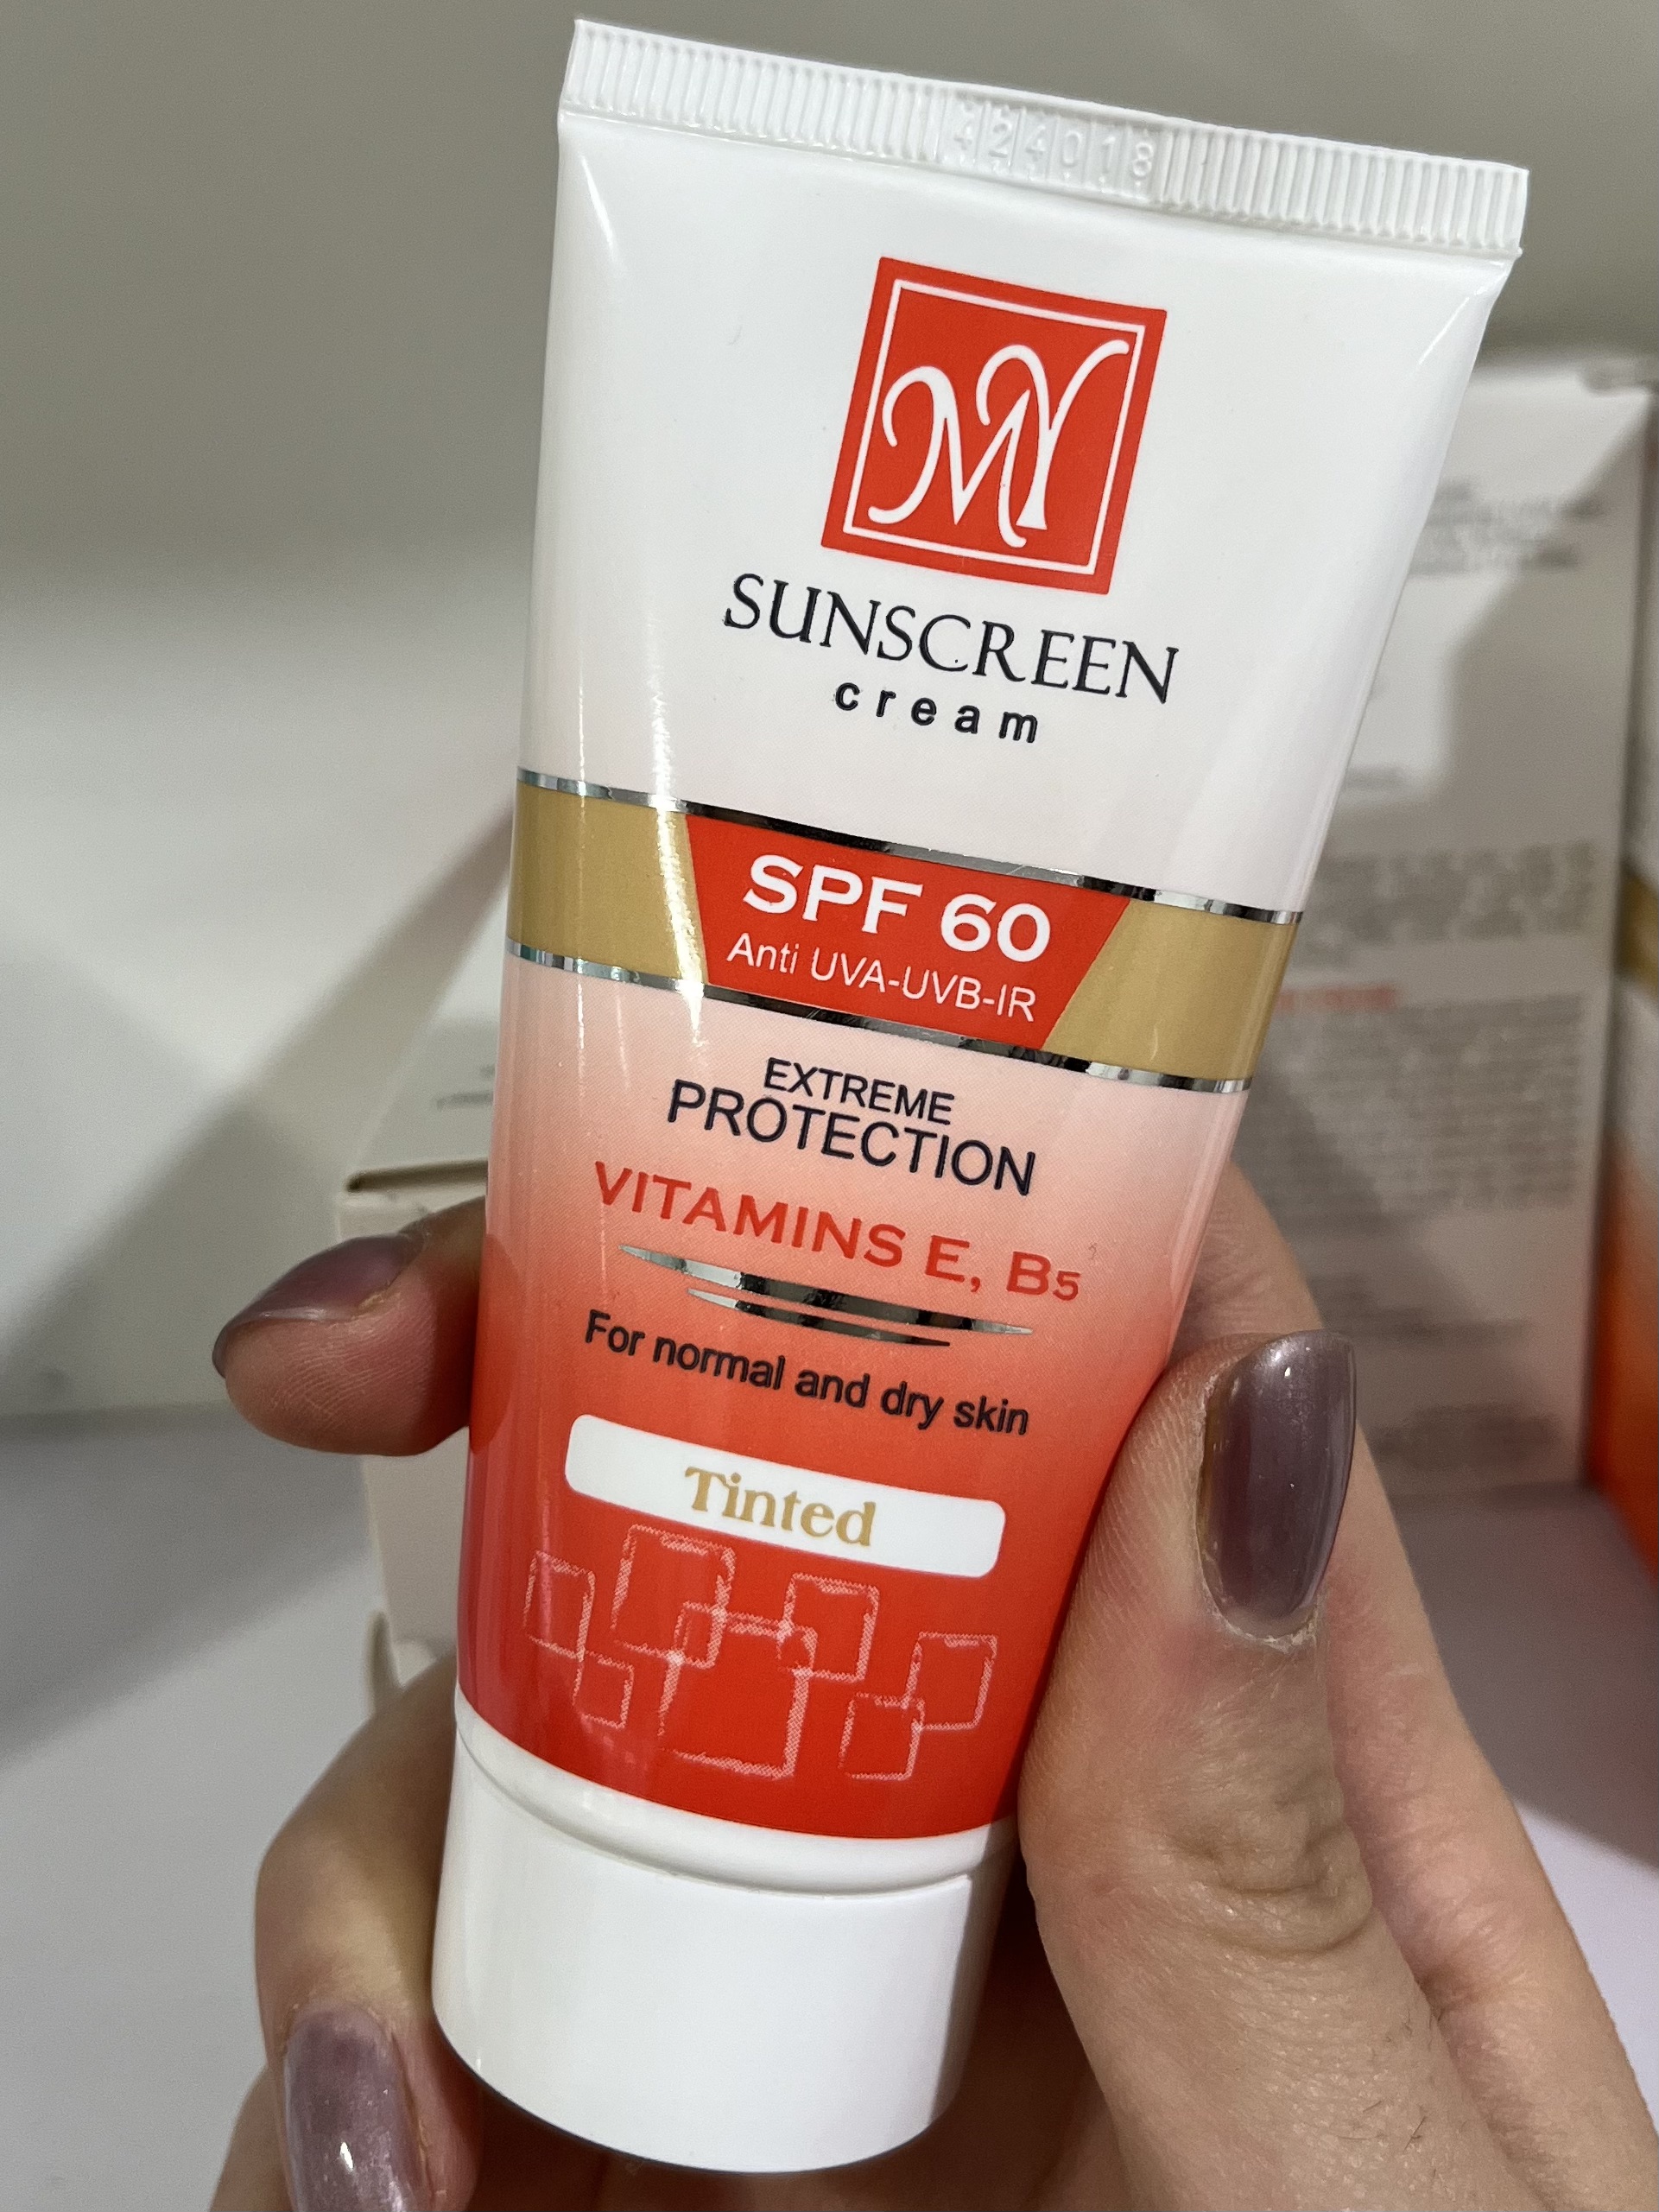 424018
MY
SUNSCREEN
cream
SPF 60
Anti UVA-UVB-IR
EXTREME
PROTECTION
VITAMINS E, B5
For normal and dry skin
Tinted